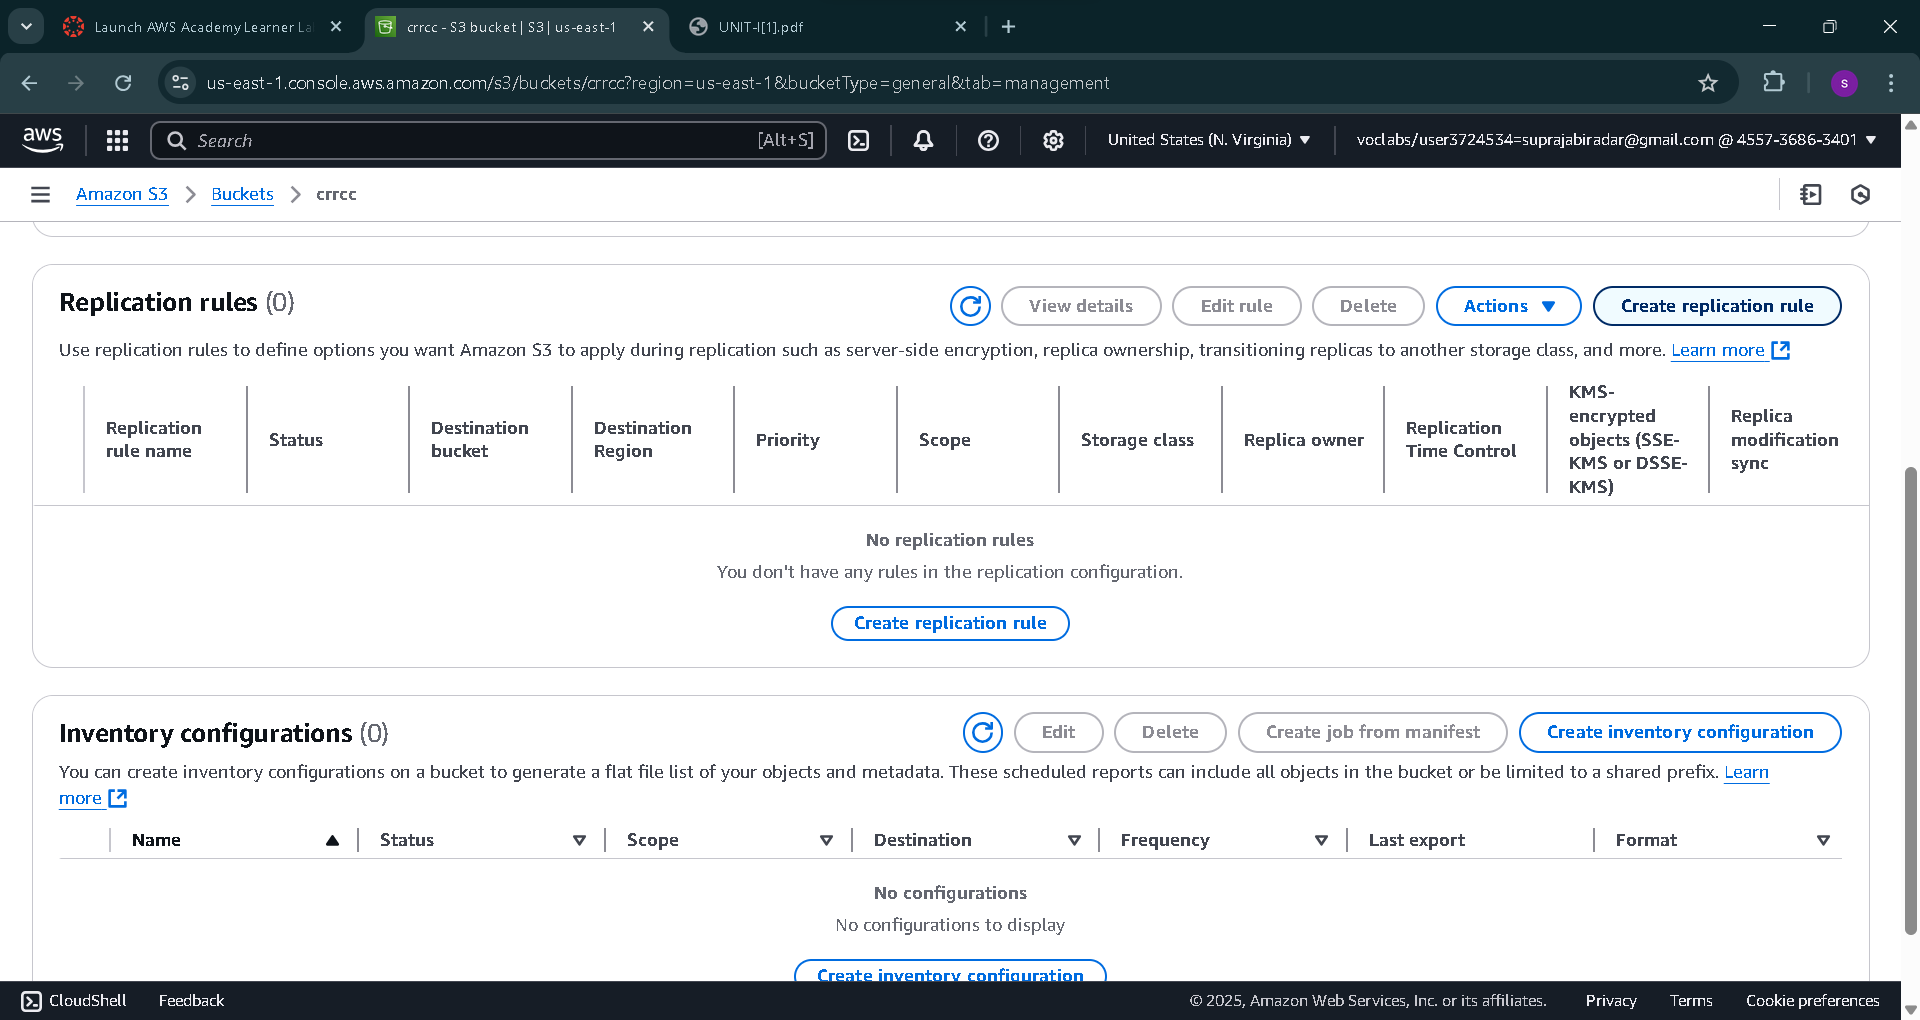 Launch AWS Academy Learner La
crrcc - S3 bucket | S3 | us-east-1
UNIT-I[1].pdf
us-east-1.console.aws.amazon.com/s3/buckets/crrcc?region=us-east-1&bucketType=general&tab=management
s
aws
Search
[Alt+S]
United States (N. Virginia)
voclabs/user3724534=suprajabiradar@gmail.com @ 4557-3686-3401
Amazon S3
Buckets
crrcc
Replication rules (0)
View details
Edit rule
Delete
Actions
Create replication rule
Use replication rules to define options you want Amazon S3 to apply during replication such as server-side encryption, replica ownership, transitioning replicas to another storage class, and more. Learn more
Replication
rule name
Status
Destination
bucket
Destination
Region
Priority
Scope
Storage class
Replica owner
Replication
Time Control
KMS-
encrypted
objects (SSE-
KMS or DSSE-
KMS)
Replica
modification
sync
No replication rules
You don't have any rules in the replication configuration.
Create replication rule
Inventory configurations (0)
Edit
Delete
Create job from manifest
Create inventory configuration
You can create inventory configurations on a bucket to generate a flat file list of your objects and metadata. These scheduled reports can include all objects in the bucket or be limited to a shared prefix. Learn
more
Name
Status
Scope
Destination
Frequency
Last export
Format
No configurations
No configurations to display
Create inventory configuration
CloudShell
Feedback
© 2025, Amazon Web Services, Inc. or its affiliates.
Privacy
Terms
Cookie preferences